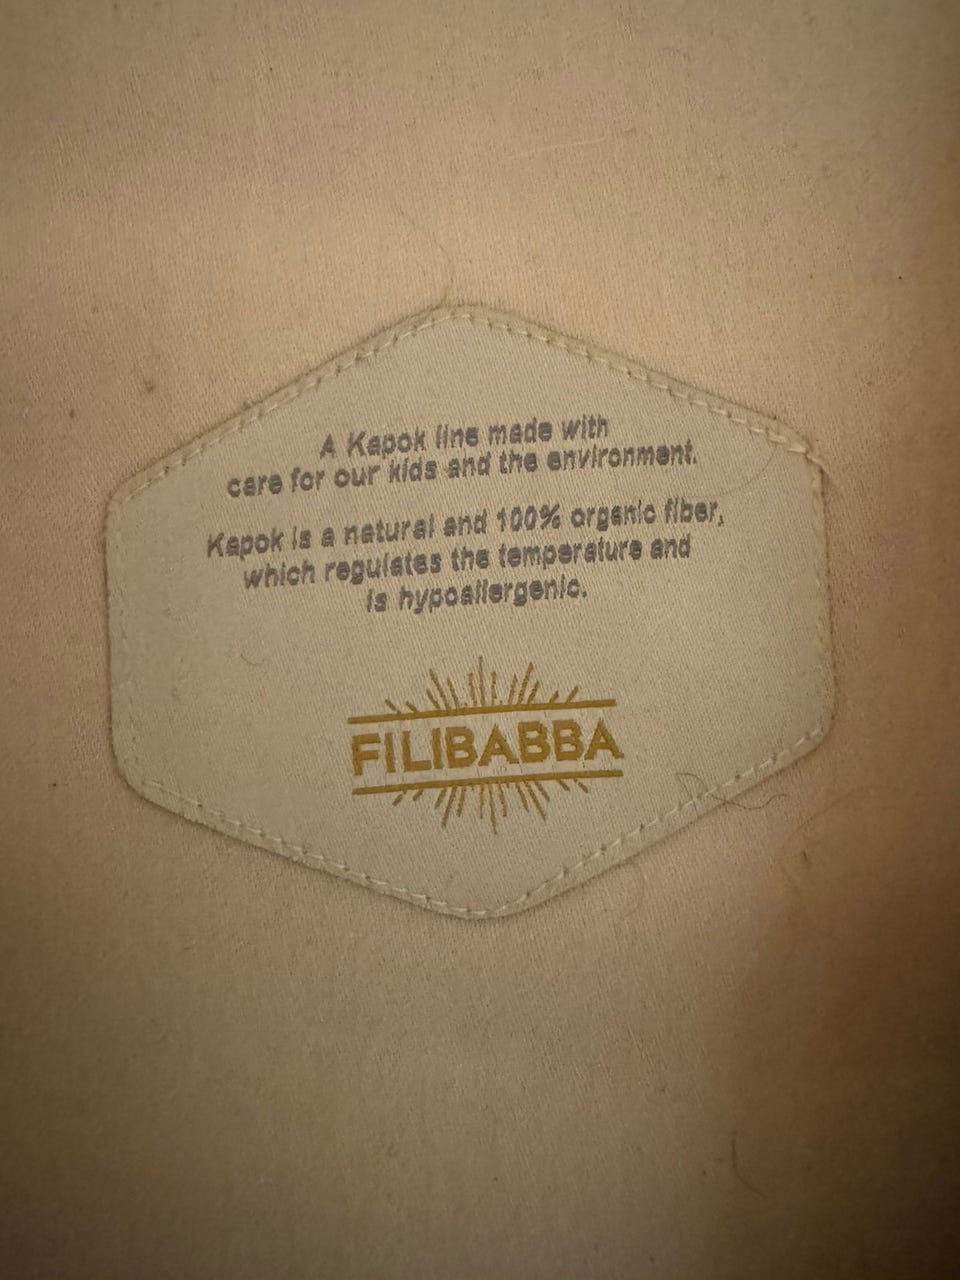 A Kapok line made with
care for our kids and the environment.
Kapok is a natural and 100% organic fiber,
which regulates the temperature and
is hypoallergenic.
FILIBABBA